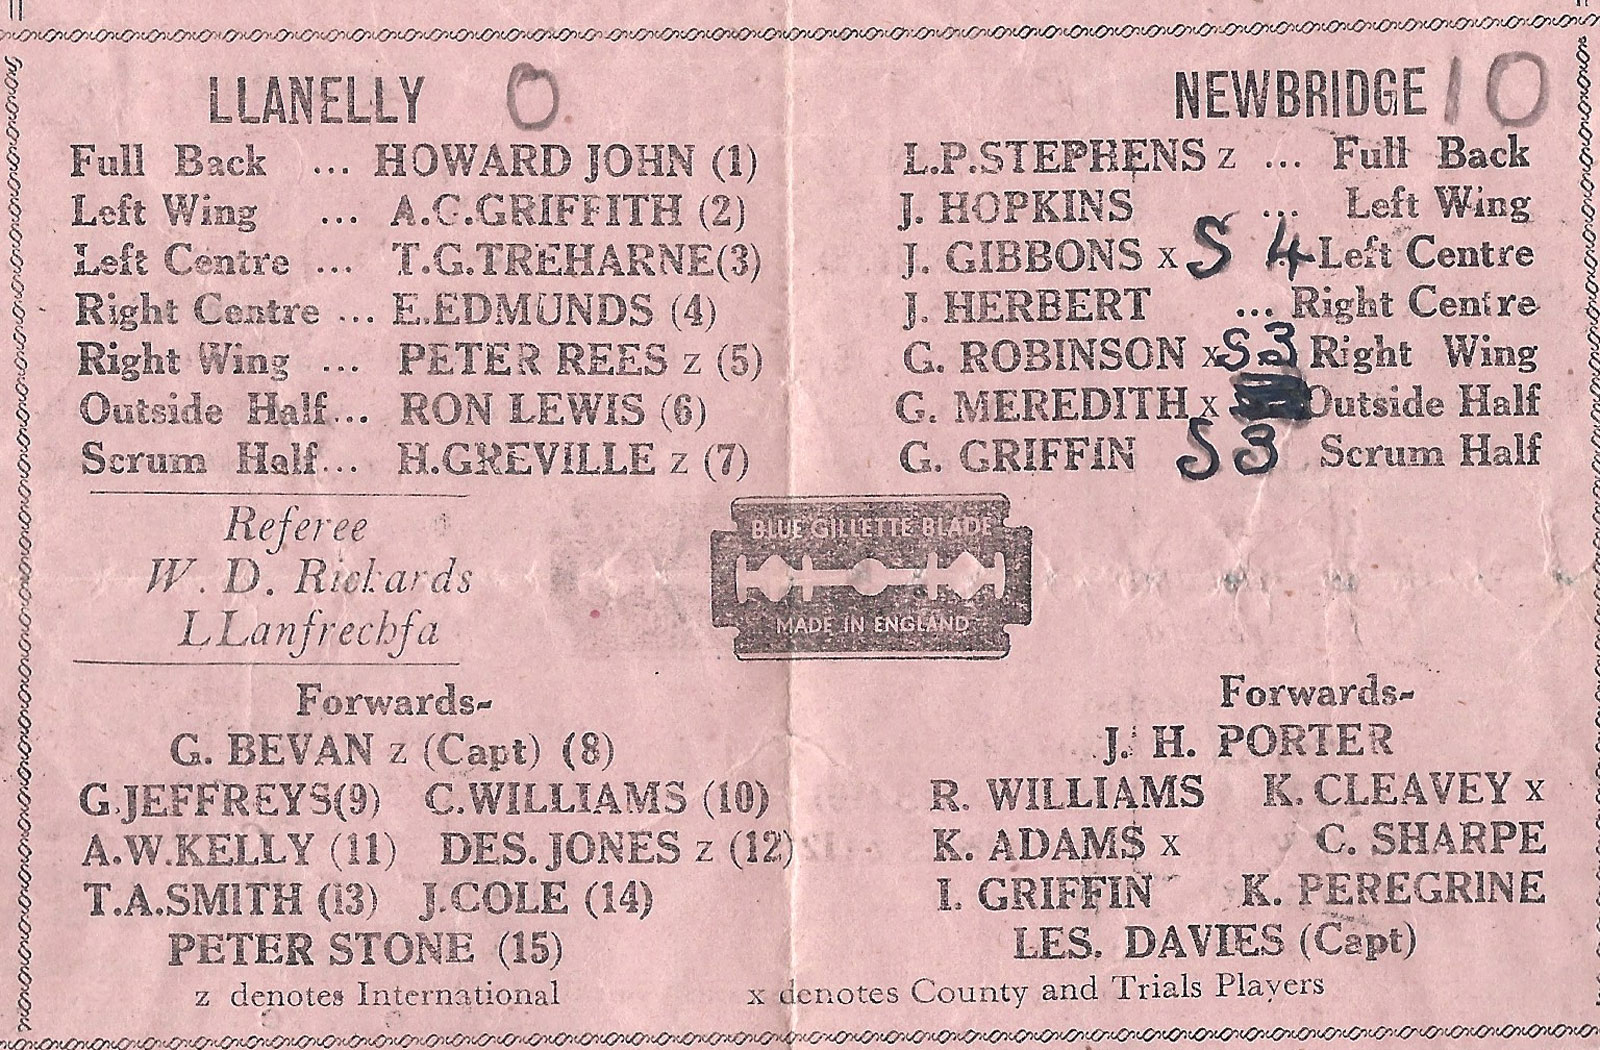 LLANELLY 0
Full Back ... HOWARD JOHN (1)
Left Wing ... A.C.GRIFFITH (2)
Left Centre ... T.G.TREHARNE(3)
Right Centre ... E.EDMUNDS (4)
Right Wing ... PETER REES z (5)
Outside Half... RON LEWIS (6)
Scrum Half... H.GREVILLE z (7)
Referee
W. D. Rickards
LLanfrechfa
Forwards-
G. BEVAN z (Capt) (8)
G.JEFFREYS(9) C.WILLIAMS (10)
A.W.KELLY (11) DES.JONES z (12)
T.A.SMITH (13) J.COLE (14)
PETER STONE (15)
z denotes International
BLUE GILLETTE BLADE
MADE IN ENGLAND
NEWBRIDGE 10
L.P.STEPHENS z ... Full Back
J. HOPKINS ... Left Wing
J. GIBBONS x S 4 Left Centre
J. HERBERT ... Right Centre
G. ROBINSON x S3 Right Wing
G. MEREDITH x Outside Half
G. GRIFFIN S 3 Scrum Half
Forwards-
J. H. PORTER
R. WILLIAMS K. CLEAVEY x
K. ADAMS x C. SHARPE
I. GRIFFIN K. PEREGRINE
LES. DAVIES (Capt)
x denotes County and Trials Players